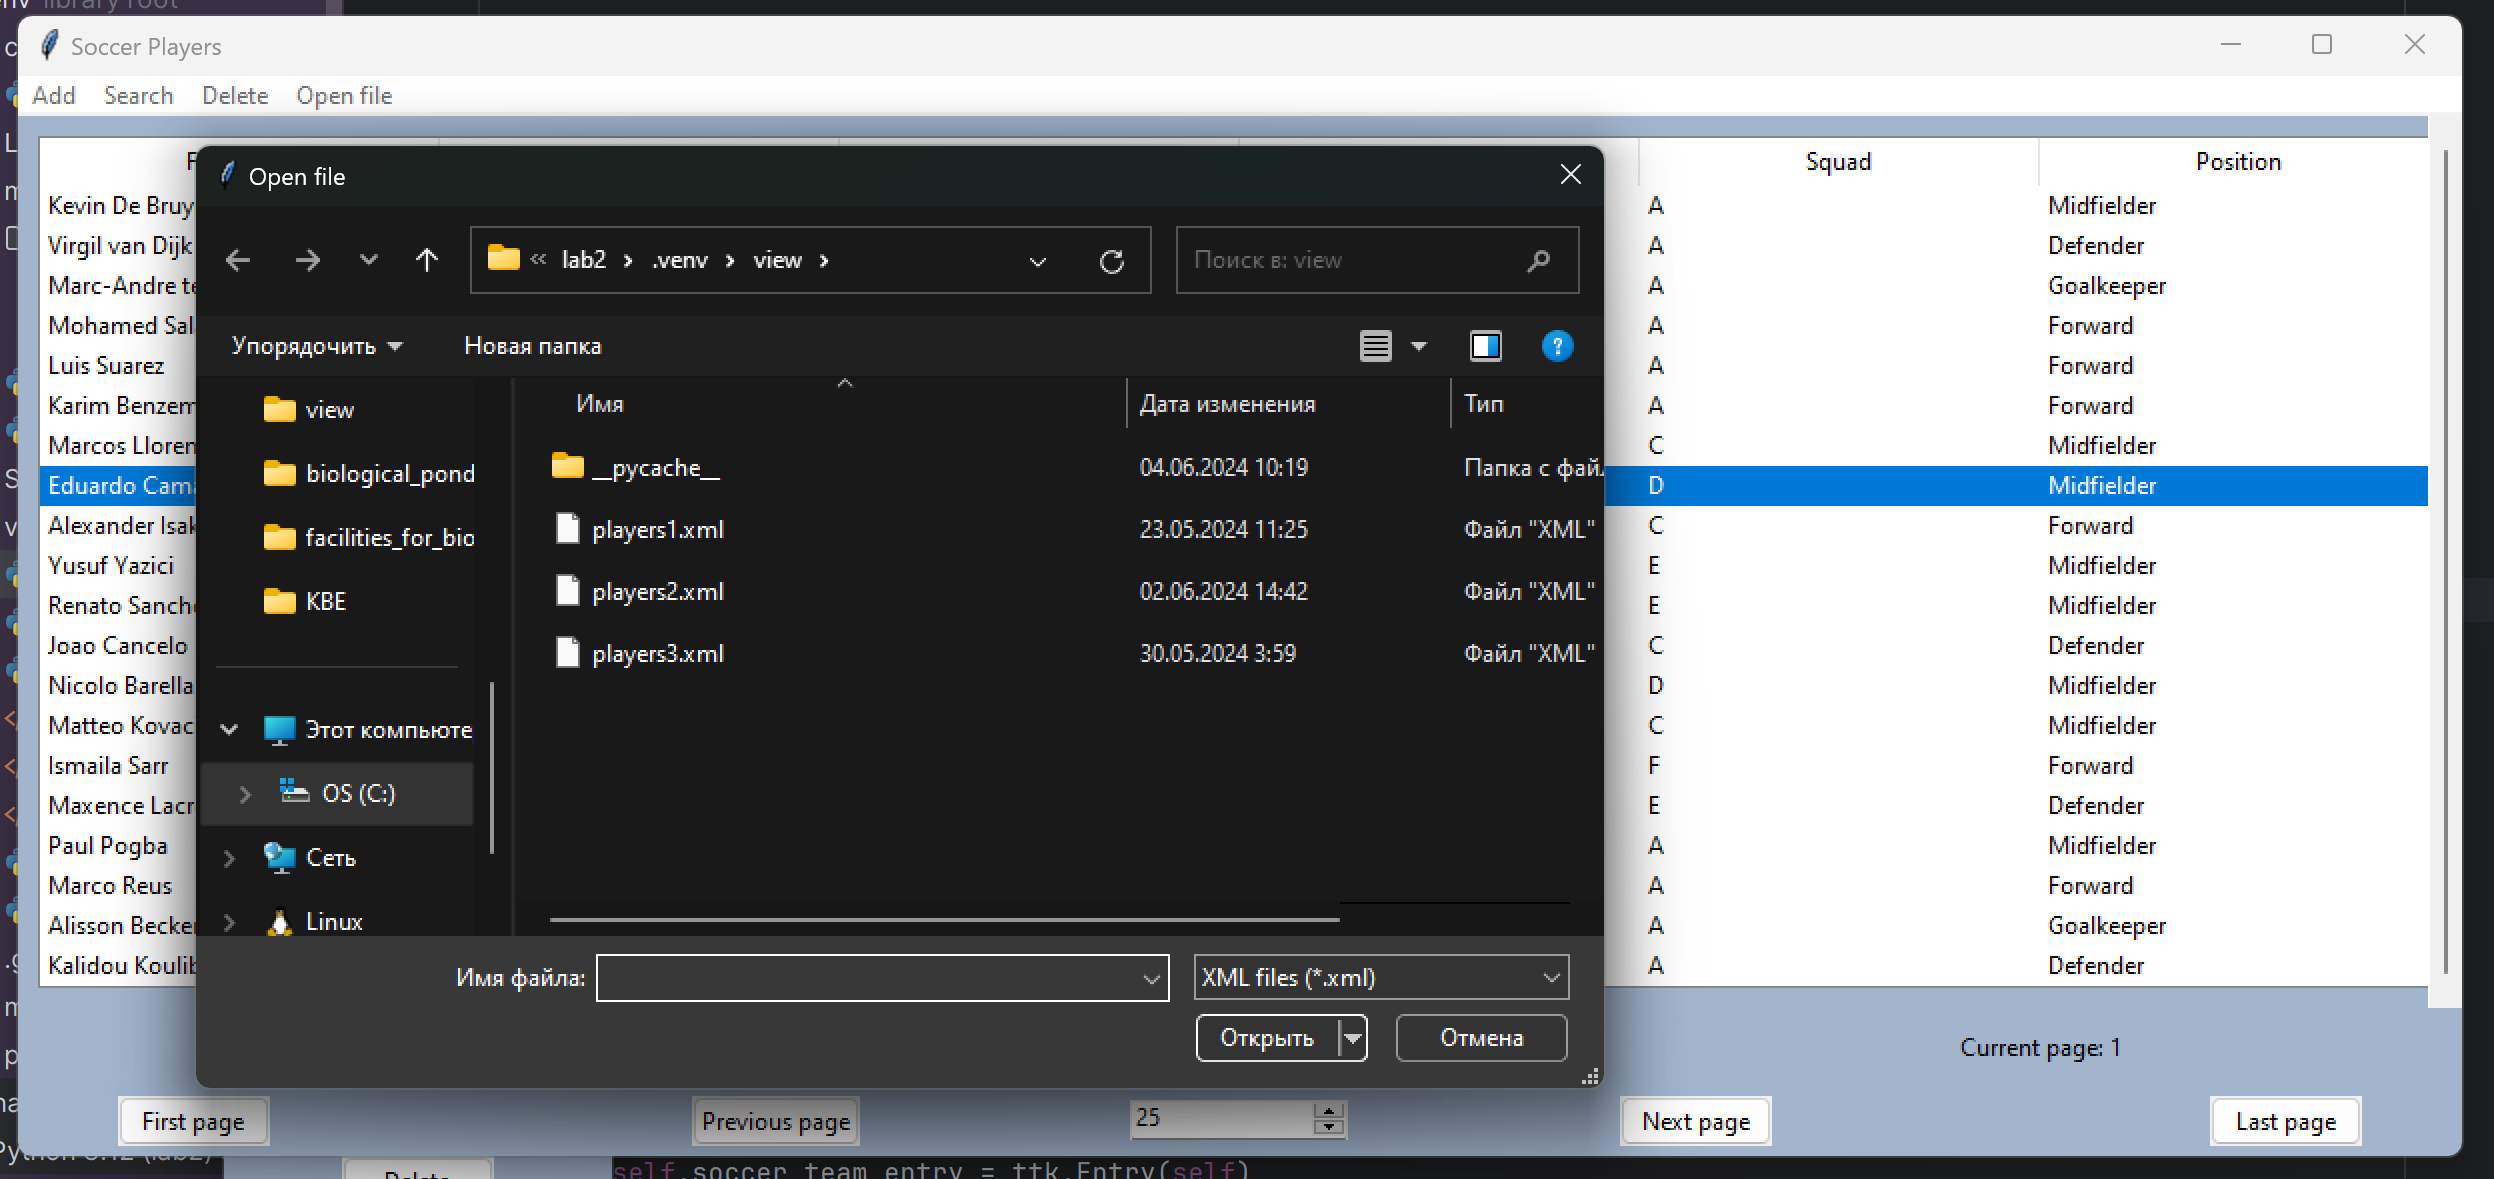 library root
Soccer Players
Add Search Delete Open file
Squad Position
Open file
lab2 .venv view
Поиск в: view
Упорядочить Новая папка
view
biological_pond
facilities_for_bio
KBE
Этот компьюте
OS (C:)
Сеть
Linux
Имя Дата изменения Тип
__pycache__ 04.06.2024 10:19 Папка с фай
players1.xml 23.05.2024 11:25 Файл "XML"
players2.xml 02.06.2024 14:42 Файл "XML"
players3.xml 30.05.2024 3:59 Файл "XML"
Имя файла: XML files (*.xml)
Открыть Отмена
Kevin De Bruy A Midfielder
Virgil van Dijk A Defender
Marc-Andre te A Goalkeeper
Mohamed Sal A Forward
Luis Suarez A Forward
Karim Benzem A Forward
Marcos Lloren C Midfielder
Eduardo Cama D Midfielder
Alexander Isak C Forward
Yusuf Yazici E Midfielder
Renato Sanche E Midfielder
Joao Cancelo C Defender
Nicolo Barella D Midfielder
Matteo Kovac C Midfielder
Ismaila Sarr F Forward
Maxence Lacr E Defender
Paul Pogba A Midfielder
Marco Reus A Forward
Alisson Becker A Goalkeeper
Kalidou Koulib A Defender
Current page: 1
First page Previous page 25 Next page Last page
Delete
self.soccer_team_entry = ttk.Entry(self)